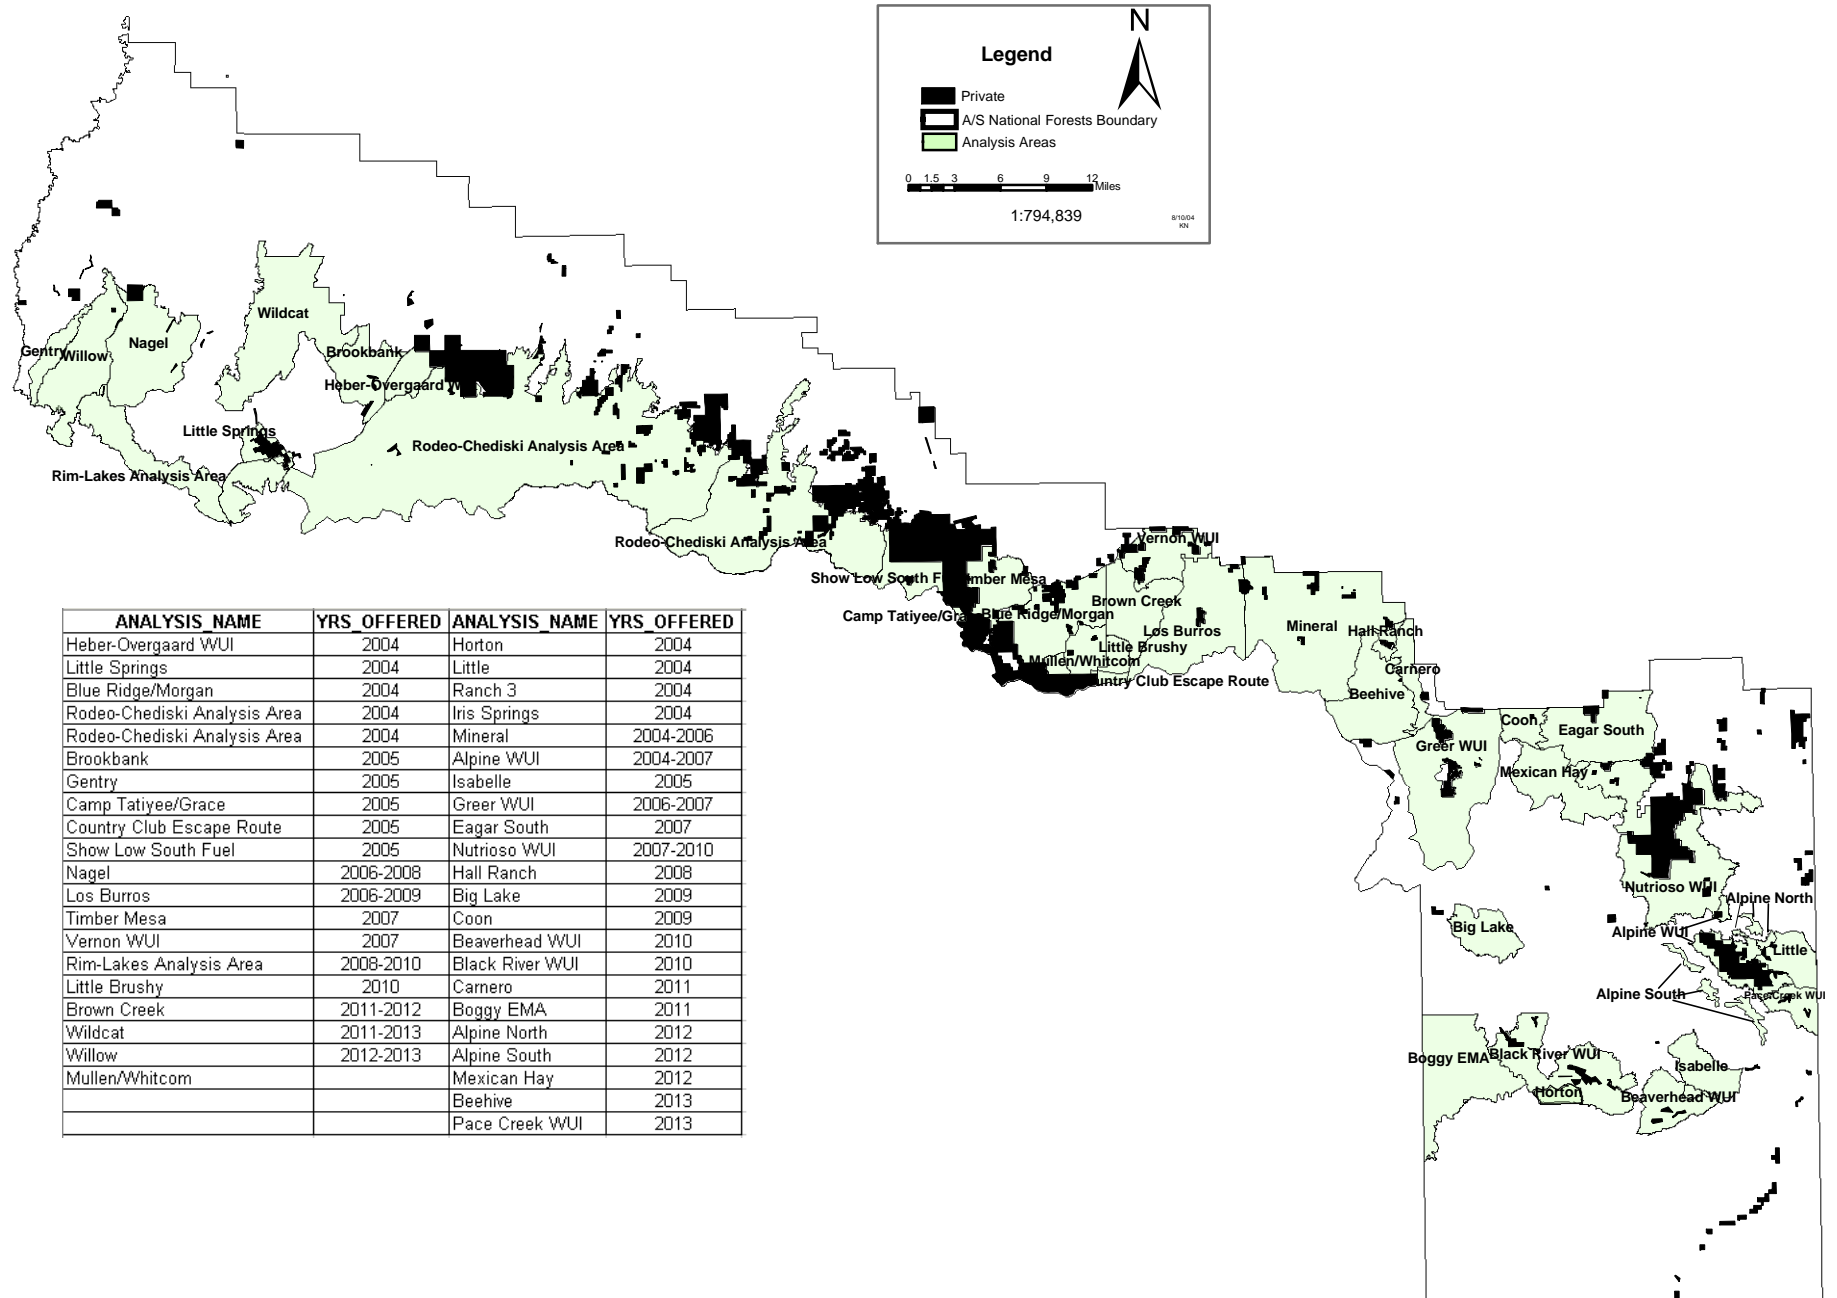 N
Legend
Private
A/S National Forests Boundary
Analysis Areas
0 1.5 3 6 9 12
Miles
1:794,839
8/10/04
KN
Wildcat
Nagel
Gentry
Willow
Brookbank
Heber-Overgaard W
Little Springs
Rodeo-Chediski Analysis Area
Rim-Lakes Analysis Area
Rodeo-Chediski Analysis Area
Vernon WUI
Show Low South F
mber Mesa
Brown Creek
Camp Tatiyee/Gra
Blue Ridge/Morgan
Los Burros
Mineral
Hall Ranch
Little Brushy
Mullen/Whitcom
Carnero
untry Club Escape Route
Beehive
Coon
Eagar South
Greer WUI
Mexican Hay
Nutrioso WUI
Alpine North
Big Lake
Alpine WUI
Little
Alpine South
Pace Creek WUI
Boggy EMA
Black River WUI
Isabelle
Horton
Beaverhead WUI
ANALYSIS_NAME YRS_OFFERED ANALYSIS_NAME YRS_OFFERED
Heber-Overgaard WUI 2004 Horton 2004
Little Springs 2004 Little 2004
Blue Ridge/Morgan 2004 Ranch 3 2004
Rodeo-Chediski Analysis Area 2004 Iris Springs 2004
Rodeo-Chediski Analysis Area 2004 Mineral 2004-2006
Brookbank 2005 Alpine WUI 2004-2007
Gentry 2005 Isabelle 2005
Camp Tatiyee/Grace 2005 Greer WUI 2006-2007
Country Club Escape Route 2005 Eagar South 2007
Show Low South Fuel 2005 Nutrioso WUI 2007-2010
Nagel 2006-2008 Hall Ranch 2008
Los Burros 2006-2009 Big Lake 2009
Timber Mesa 2007 Coon 2009
Vernon WUI 2007 Beaverhead WUI 2010
Rim-Lakes Analysis Area 2008-2010 Black River WUI 2010
Little Brushy 2010 Carnero 2011
Brown Creek 2011-2012 Boggy EMA 2011
Wildcat 2011-2013 Alpine North 2012
Willow 2012-2013 Alpine South 2012
Mullen/Whitcom Mexican Hay 2012
Beehive 2013
Pace Creek WUI 2013